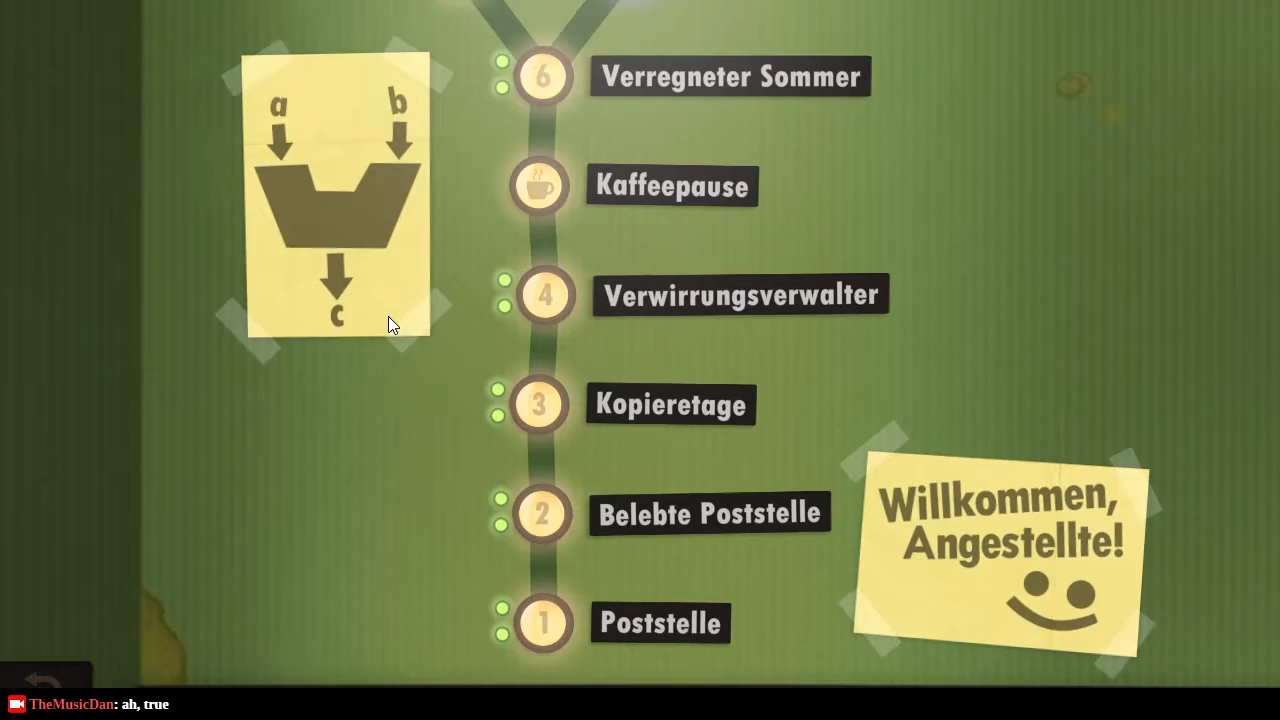 a b
c
6 Verregneter Sommer
Kaffeepause
4 Verwirrungsverwalter
3 Kopieretage
2 Belebte Poststelle
1 Poststelle
Willkommen,
Angestellte!
TheMusicDan: ah, true